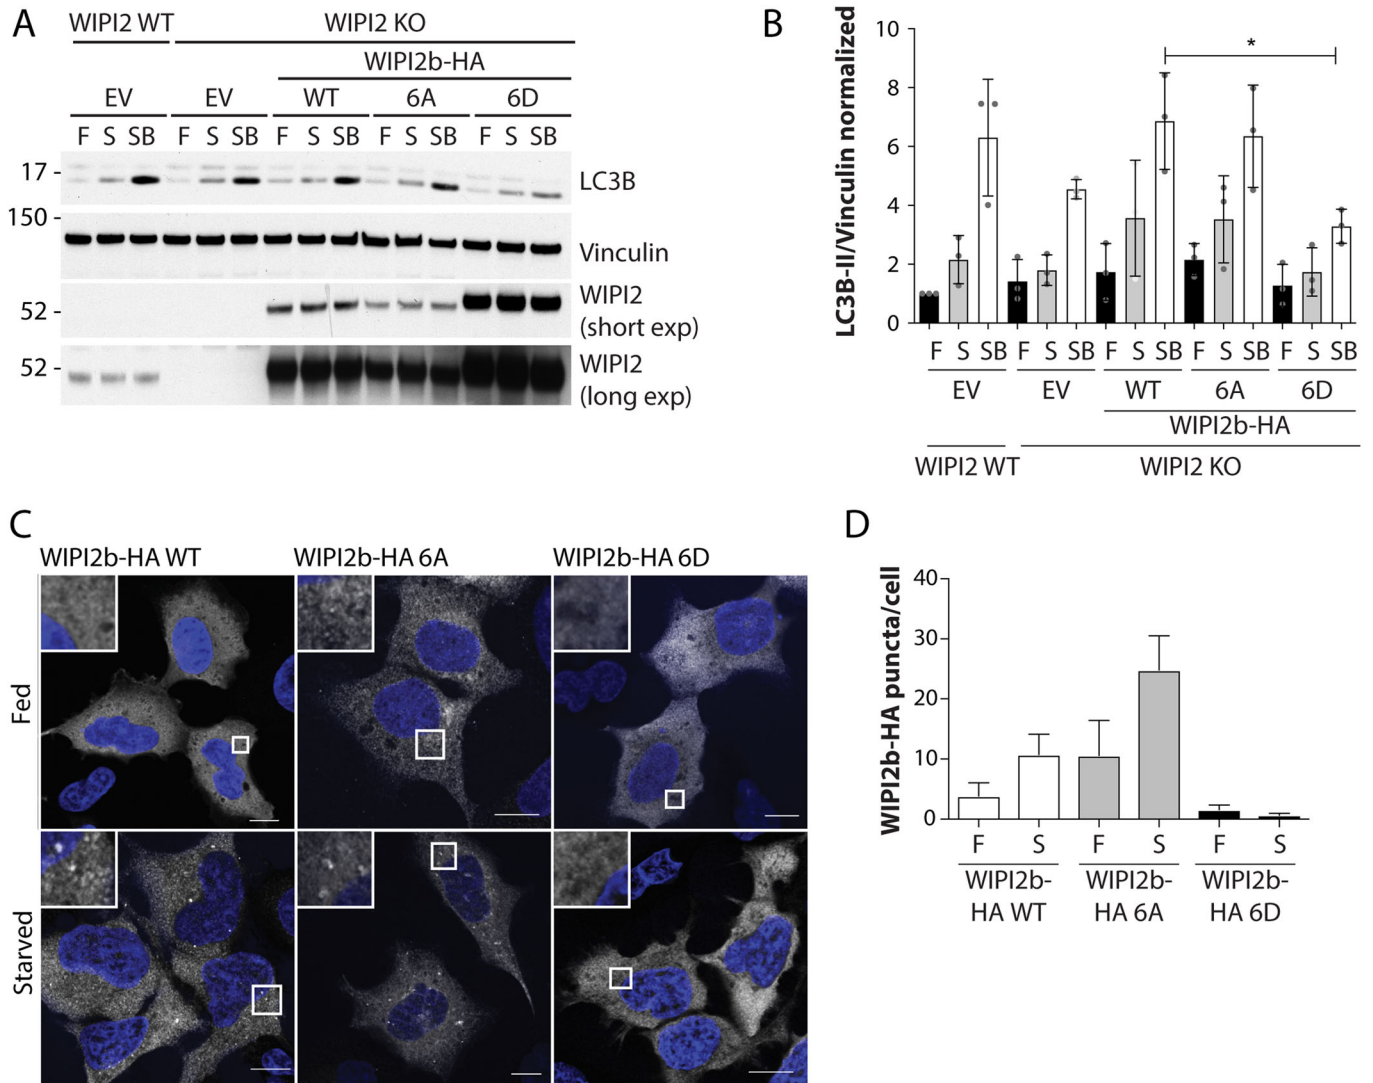 A
WIPI2 WT WIPI2 KO
WIPI2b-HA
EV EV WT 6A 6D
F S SB F S SB F S SB F S SB F S SB
17 - LC3B
150 - Vinculin
52 - WIPI2
(short exp)
52 - WIPI2
(long exp)
B
LC3B-II/Vinculin normalized
10
8
6
4
2
0
*
F S SB F S SB F S SB F S SB F S SB
EV EV WT 6A 6D
WIPI2b-HA
WIPI2 WT WIPI2 KO
C
WIPI2b-HA WT WIPI2b-HA 6A WIPI2b-HA 6D
Fed
Starved
D
WIPI2b-HA puncta/cell
40
30
20
10
0
F S F S F S
WIPI2b- WIPI2b- WIPI2b-
HA WT HA 6A HA 6D